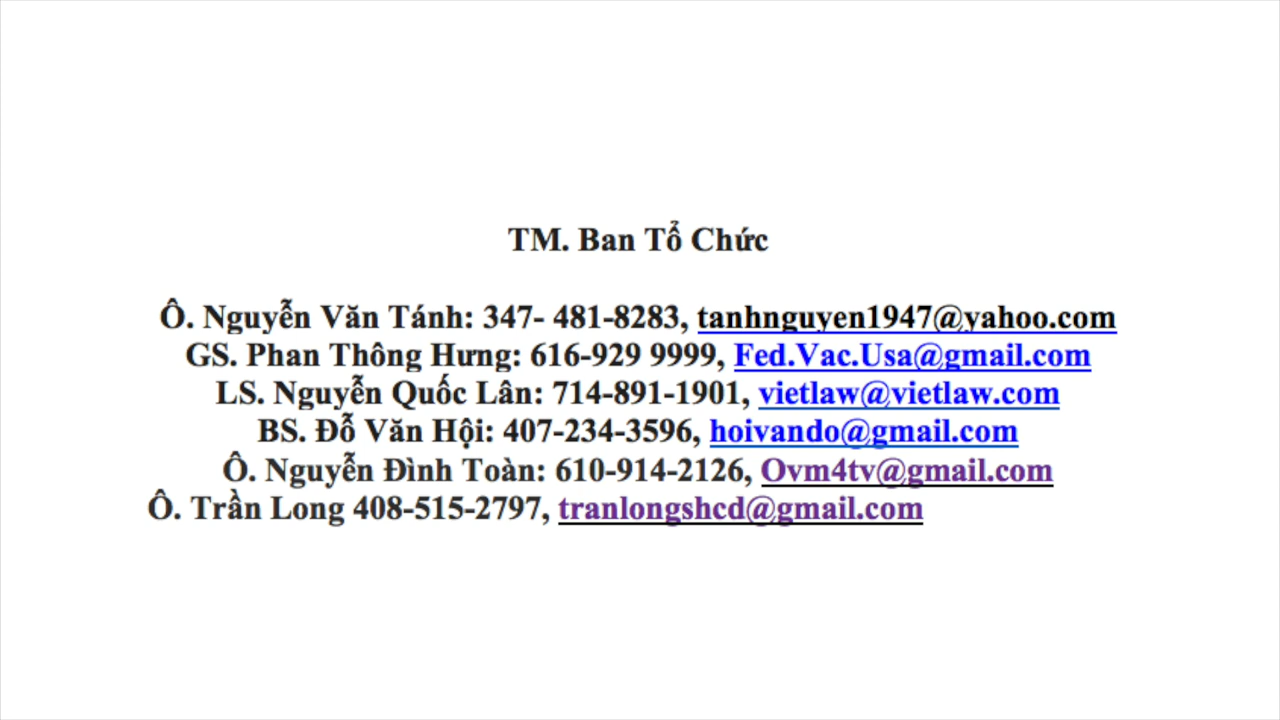 TM. Ban Tổ Chức
Ô. Nguyễn Văn Tánh: 347- 481-8283, tanhnguyen1947@yahoo.com
GS. Phan Thông Hưng: 616-929 9999, Fed.Vac.Usa@gmail.com
LS. Nguyễn Quốc Lân: 714-891-1901, vietlaw@vietlaw.com
BS. Đỗ Văn Hội: 407-234-3596, hoivando@gmail.com
Ô. Nguyễn Đình Toàn: 610-914-2126, Ovm4tv@gmail.com
Ô. Trần Long 408-515-2797, tranlongshcd@gmail.com